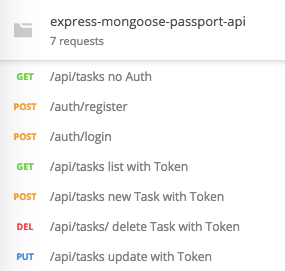 express-mongoose-passport-api
7 requests
GET /api/tasks no Auth
POST /auth/register
POST /auth/login
GET /api/tasks list with Token
POST /api/tasks new Task with Token
DEL /api/tasks/ delete Task with Token
PUT /api/tasks update with Token